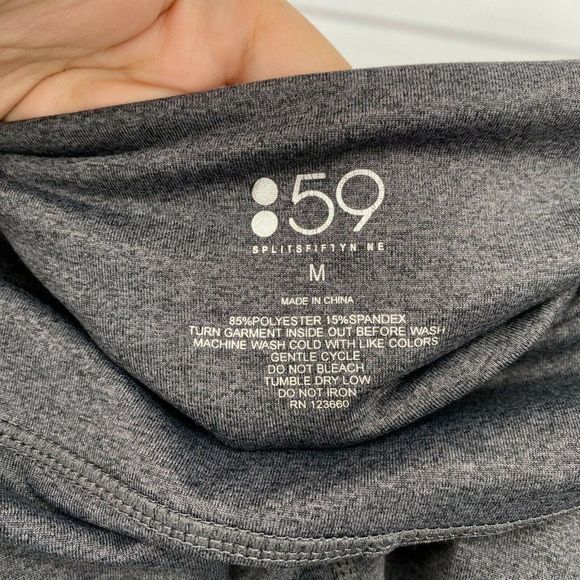 :59
SPLITSFIFTYN NE
M
MADE IN CHINA
85%POLYESTER 15%SPANDEX
TURN GARMENT INSIDE OUT BEFORE WASH
MACHINE WASH COLD WITH LIKE COLORS
GENTLE CYCLE
DO NOT BLEACH
TUMBLE DRY LOW
DO NOT IRON
RN 123660